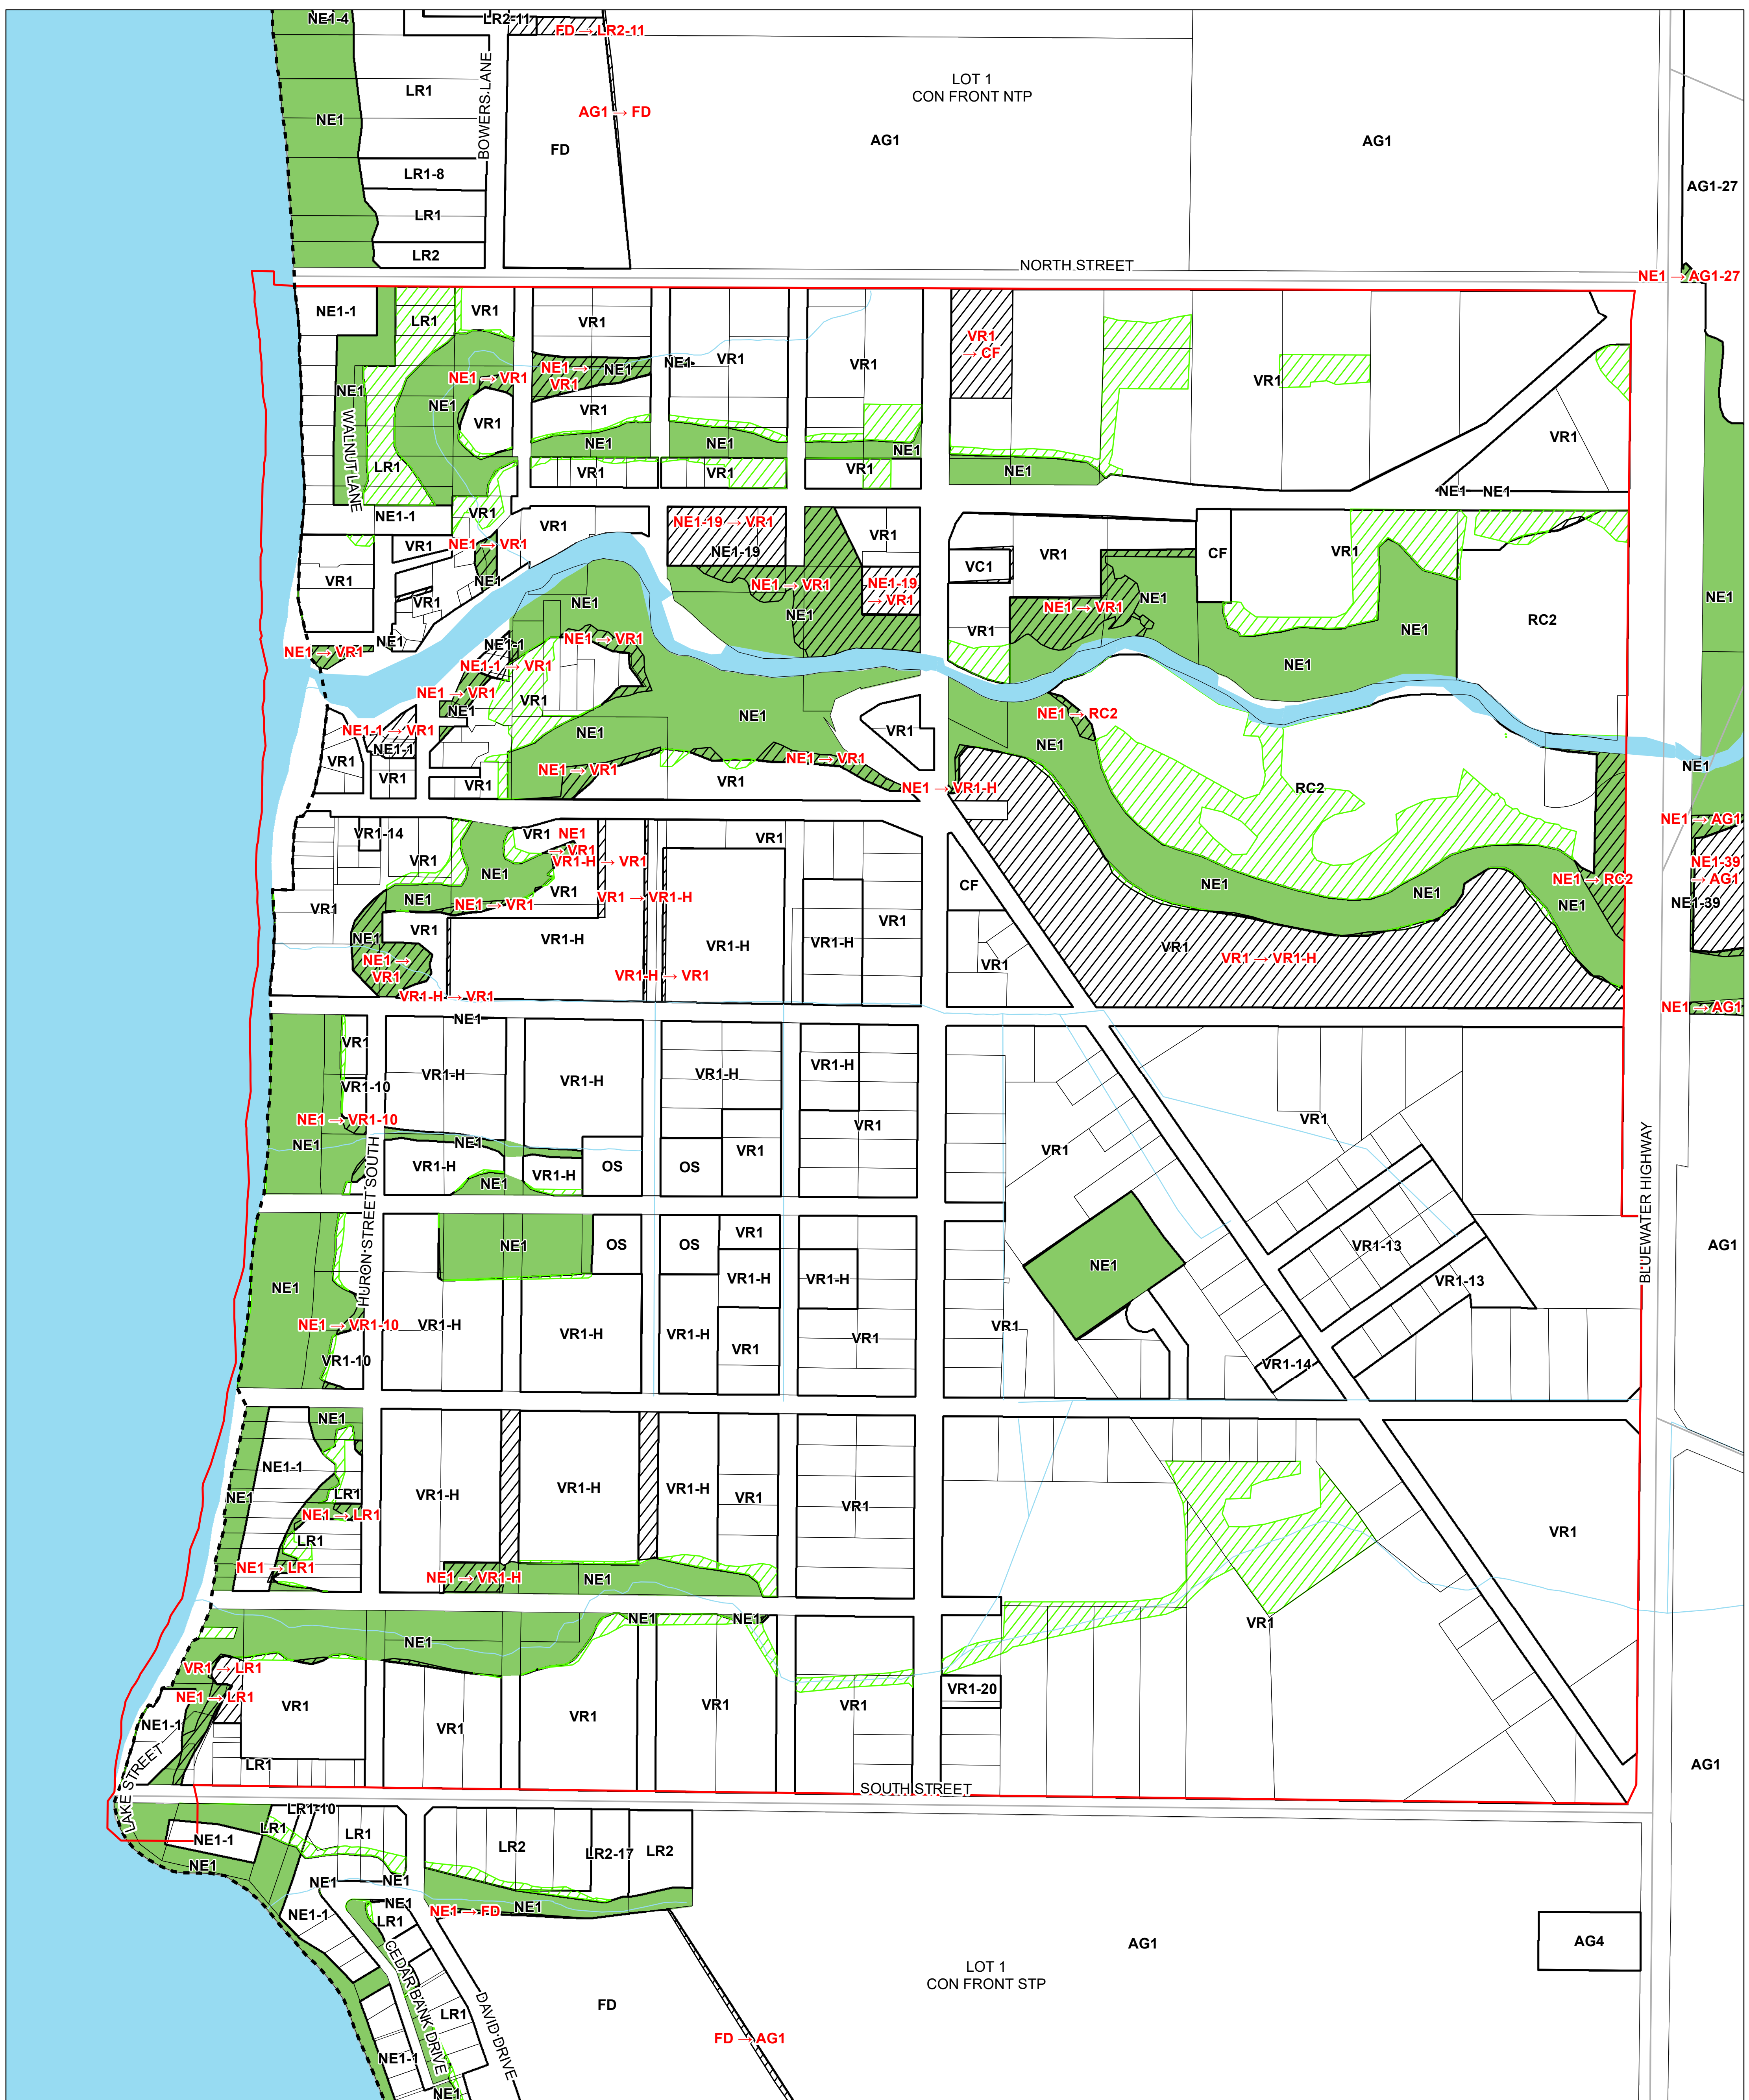 NE1-4
LR2-11
FD → LR2-11
LR1
BOWERS LANE
LOT 1
CON FRONT NTP
AG1 → FD
NE1
FD
AG1
AG1
LR1-8
AG1-27
LR1
LR2
NORTH STREET
NE1 → AG1-27
NE1-1
LR1
VR1
VR1
VR1
→ CF
NE1
VR1
VR1
NE1 → VR1
NE1 →
VR1
NE1
VR1
NE1
WALNUT LANE
NE1
VR1
VR1
VR1
NE1
NE1
NE1
LR1
VR1
VR1
VR1
NE1
NE1
NE1
NE1-1
VR1
VR1
NE1-19 → VR1
NE1-19
VR1
VR1
NE1 → VR1
VC1
VR1
CF
VR1
VR1
NE1
NE1 → VR1
NE1-19
→ VR1
NE1
VR1
NE1
NE1
NE1 → VR1
NE1
NE1
RC2
NE1
NE1-1
NE1 → VR1
VR1
NE1
NE1 → VR1
NE1-1 → VR1
NE1 → VR1
VR1
NE1
NE1
NE1 → RC2
NE1-1 → VR1
NE1-1
NE1
VR1
NE1
VR1
VR1
VR1
NE1 → VR1
NE1 → VR1
VR1
NE1 → VR1-H
RC2
NE1
NE1 → AG1
VR1-14
VR1
VR1
NE1
→ VR1
VR1-H → VR1
VR1
NE1-39
→ AG1
NE1
VR1
NE1
NE1 → VR1
VR1 → VR1-H
CF
NE1
NE1
NE1 → RC2
NE1
NE1-39
VR1
VR1
NE1
VR1-H
VR1-H
VR1-H
VR1
VR1
VR1
VR1 → VR1-H
NE1 →
VR1
VR1-H → VR1
VR1-H → VR1
NE1 → AG1
NE1
VR1
VR1-10
VR1-H
VR1-H
VR1-H
VR1-H
NE1 → VR1-10
NE1
HURON STREET SOUTH
NE1
VR1-H
NE1
VR1-H
OS
OS
VR1
VR1
VR1
VR1
BLUEWATER HIGHWAY
NE1
OS
OS
VR1
VR1-H
VR1-H
NE1
VR1-13
VR1-13
AG1
NE1
NE1 → VR1-10
VR1-H
VR1-H
VR1-H
VR1
VR1
VR1
VR1-10
VR1-14
NE1
NE1-1
LR1
NE1
NE1 → LR1
LR1
NE1 → LR1
VR1-H
VR1-H
VR1-H
VR1
VR1
VR1
NE1 → VR1-H
NE1
NE1
NE1
NE1
VR1
VR1 → LR1
NE1 → LR1
NE1-1
VR1
VR1
VR1
VR1
VR1
VR1-20
LR1
AG1
LAKE STREET
SOUTH STREET
LR1-10
LR1
LR1
NE1-1
NE1
LR2
LR2-17
LR2
NE1
NE1
NE1
NE1-1
LR1
NE1 → FD
NE1
CEDAR BANK DRIVE
DAVID DRIVE
LR1
NE1-1
NE1
FD
FD → AG1
AG1
LOT 1
CON FRONT STP
AG4